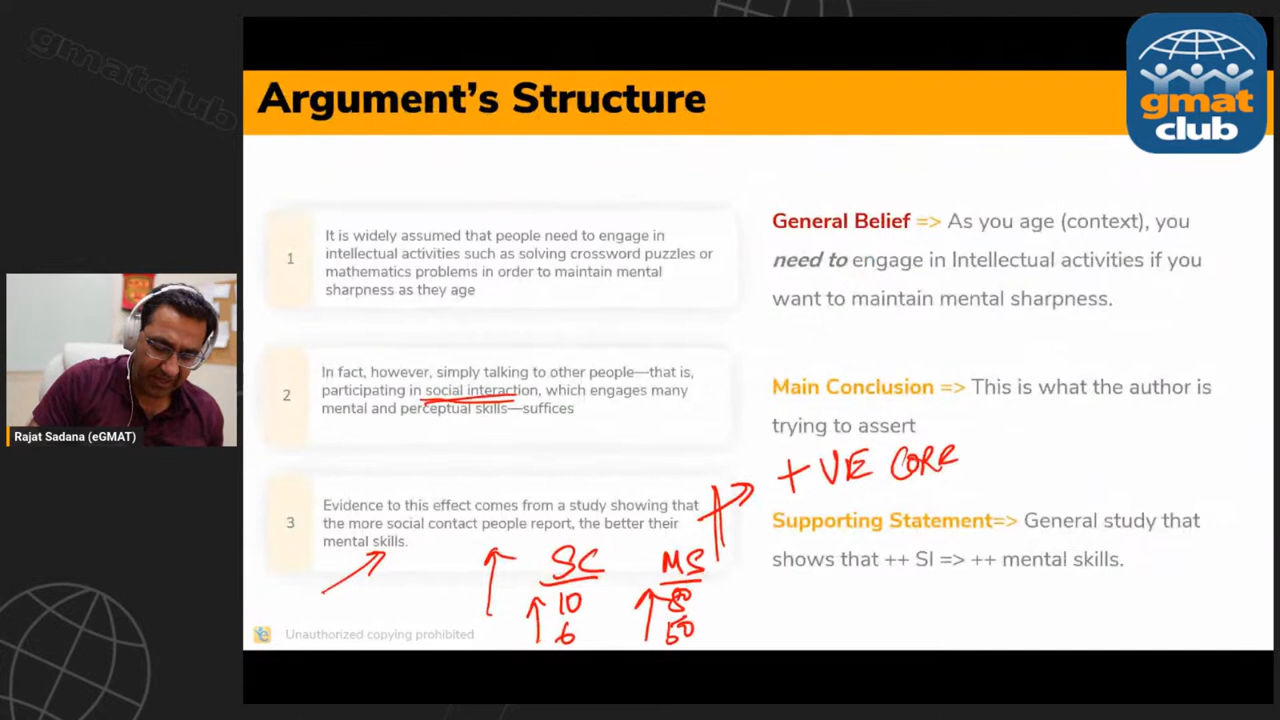 gmatclub
gmat
club
Argument's Structure
1
It is widely assumed that people need to engage in
intellectual activities such as solving crossword puzzles or
mathematics problems in order to maintain mental
sharpness as they age
General Belief => As you age (context), you
need to engage in Intellectual activities if you
want to maintain mental sharpness.
2
In fact, however, simply talking to other people—that is,
participating in social interaction, which engages many
mental and perceptual skills—suffices
Main Conclusion => This is what the author is
trying to assert
+VE CORR
3
Evidence to this effect comes from a study showing that
the more social contact people report, the better their
mental skills.
Supporting Statement=> General study that
shows that ++ SI => ++ mental skills.
SC MS
10 80
6 50
Rajat Sadana (eGMAT)
e Unauthorized copying prohibited